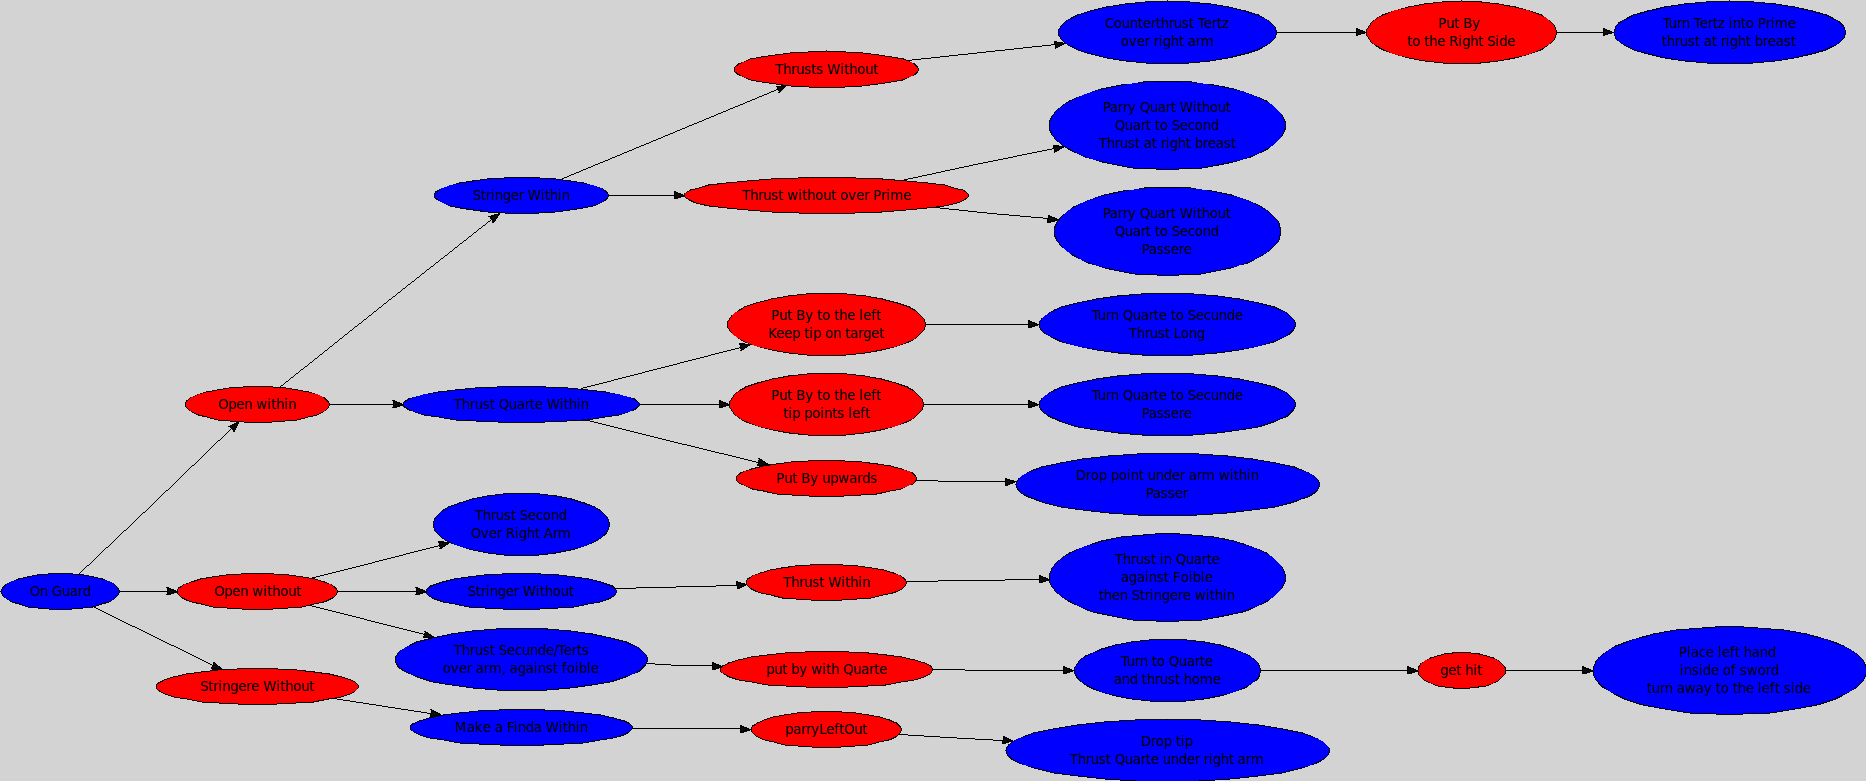 Counterthrust Tertz
over right arm
Put By
to the Right Side
Turn Tertz into Prime
thrust at right breast
Thrusts Without
Parry Quart Without
Quart to Second
Thrust at right breast
Stringer Within
Thrust without over Prime
Parry Quart Without
Quart to Second
Passere
Put By to the left
Keep tip on target
Turn Quarte to Secunde
Thrust Long
Open within
Thrust Quarte Within
Put By to the left
tip points left
Turn Quarte to Secunde
Passere
Put By upwards
Drop point under arm within
Passer
Thrust Second
Over Right Arm
On Guard
Open without
Stringer Without
Thrust Within
Thrust in Quarte
against Foible
then Stringere within
Thrust Secunde/Terts
over arm, against foible
put by with Quarte
Turn to Quarte
and thrust home
get hit
Place left hand
inside of sword
turn away to the left side
Stringere Without
Make a Finda Within
parryLeftOut
Drop tip
Thrust Quarte under right arm